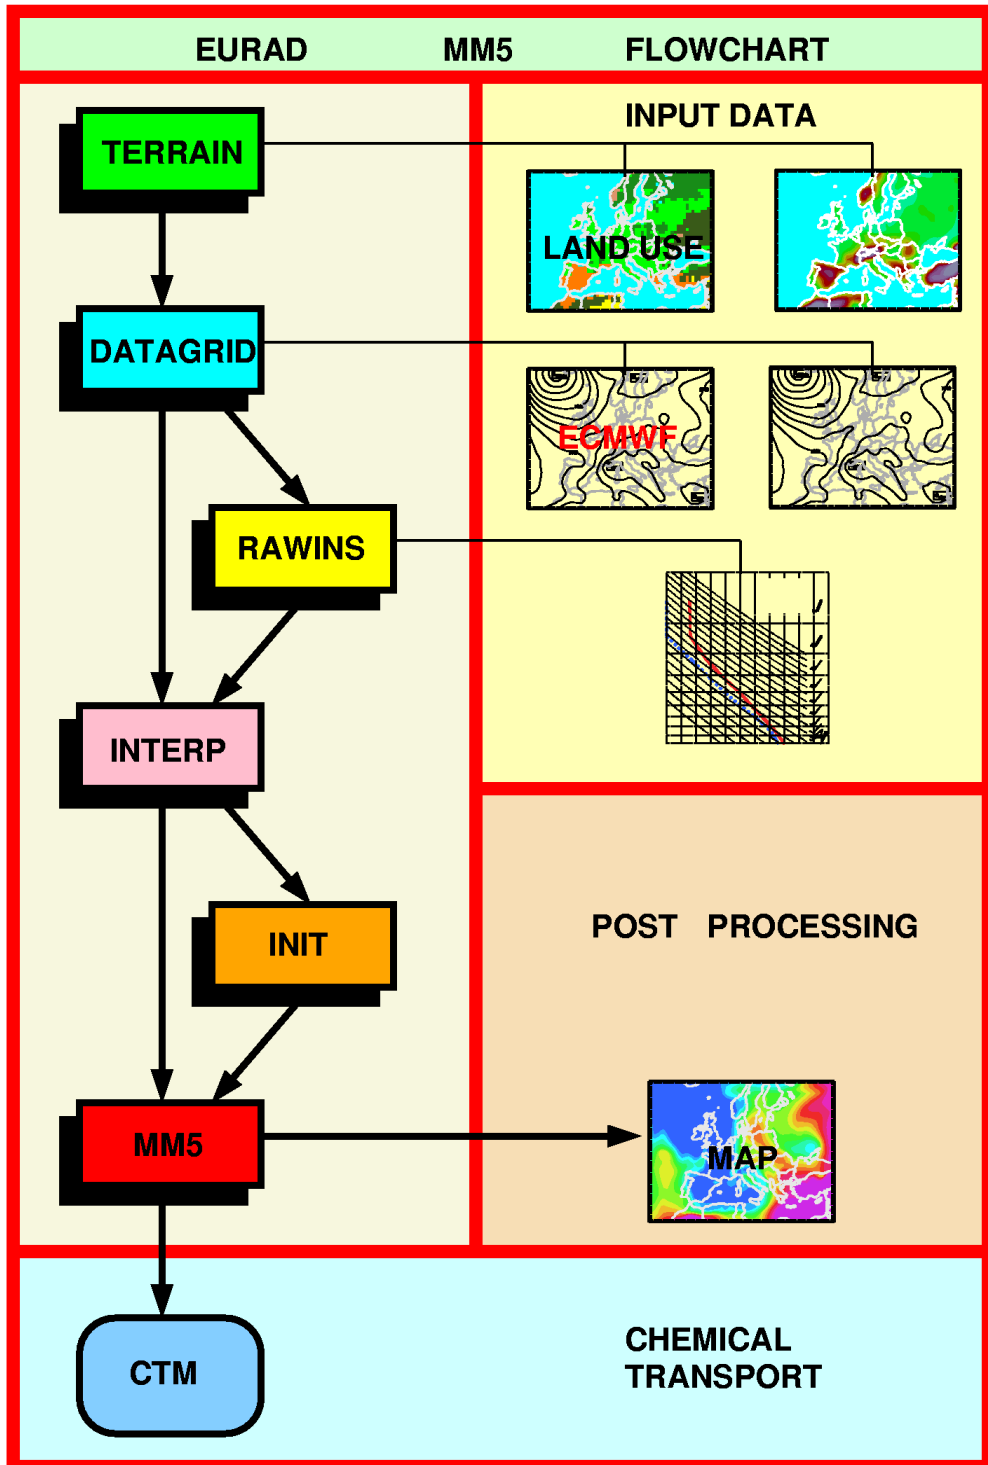 EURAD MM5 FLOWCHART
INPUT DATA
TERRAIN
LAND USE
DATAGRID
ECMWF
RAWINS
INTERP
POST PROCESSING
INIT
MM5
MAP
CHEMICAL
TRANSPORT
CTM